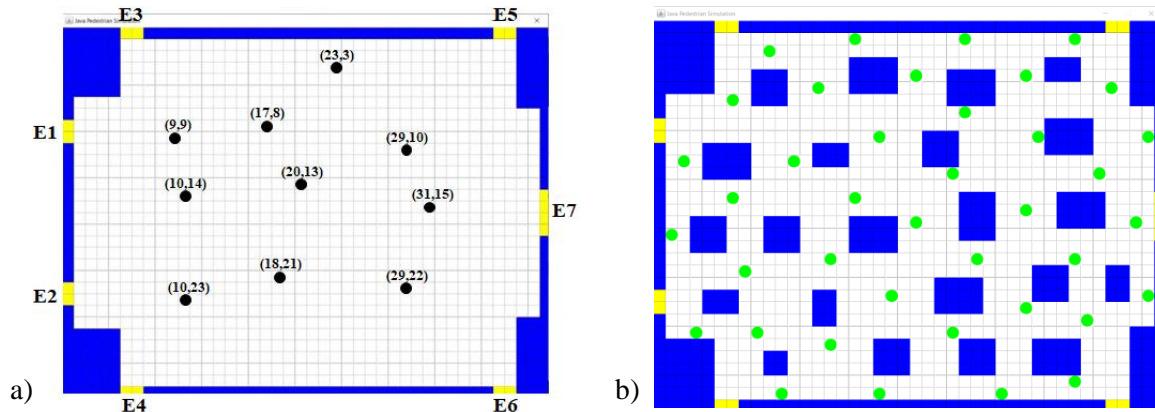 E3
E5
Java Pedestrian Sim
Java Pedestrian Simulation
(23,3)
(17,8)
(9,9)
E1
(29,10)
(20,13)
(10,14)
(31,15)
E7
(18,21)
(29,22)
(10,23)
E2
a)
b)
E4
E6